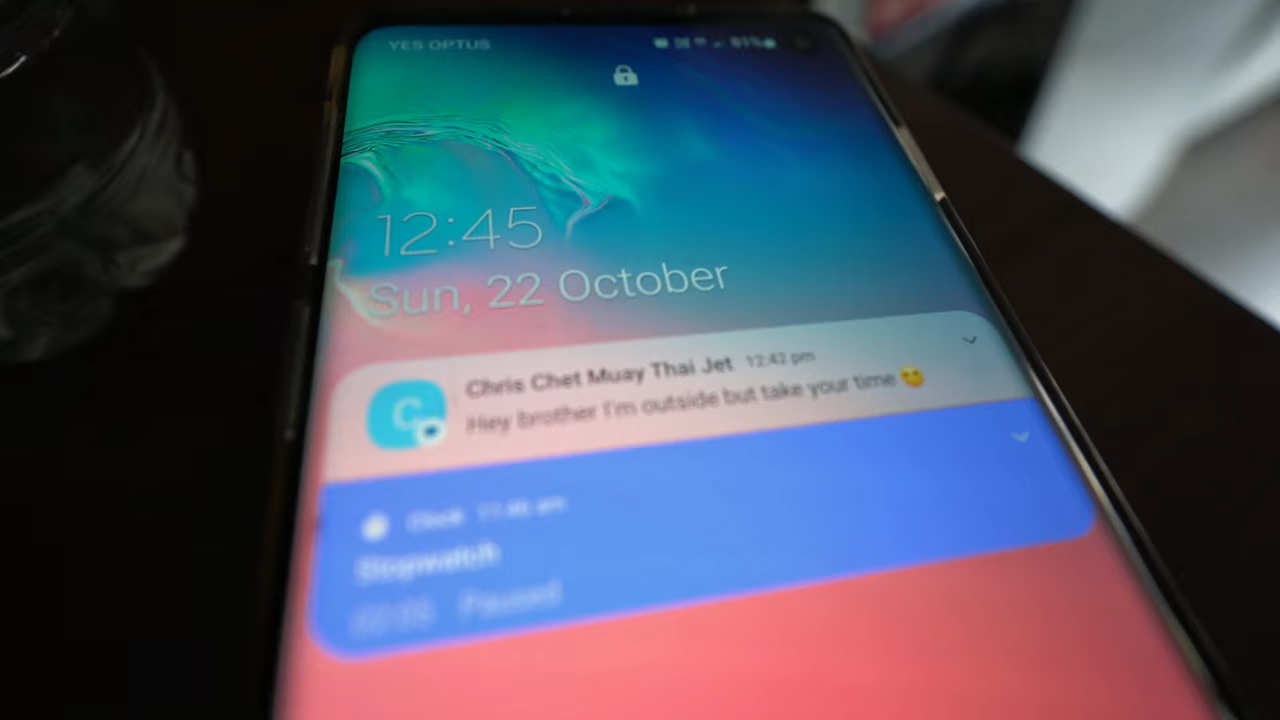 YES OPTUS
12:45
Sun, 22 October
C
Chris Chet Muay Thai Jet 12:42 pm
Hey brother I'm outside but take your time 😋
Clock
Stopwatch
Paused